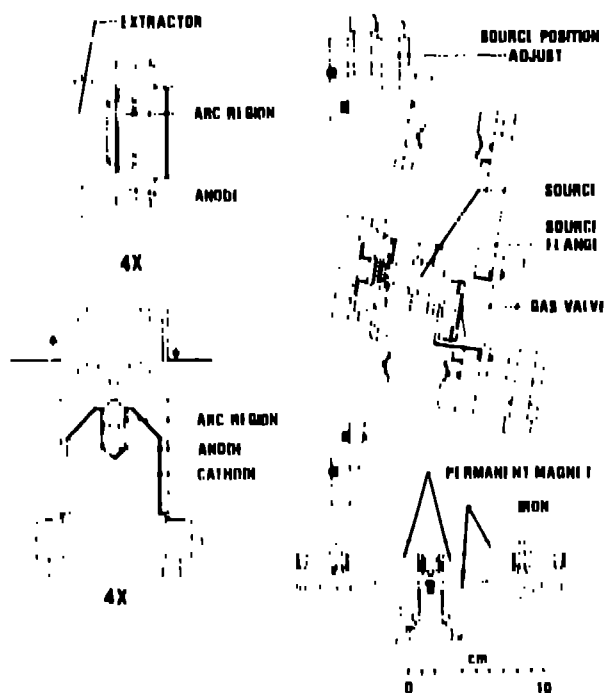 EXTRACTOR
ARC REGION
ANODE
4X
ARC REGION
ANODE
CATHODE
4X
SOURCE POSITION
ADJUST
SOURCE
SOURCE
FLANGE
GAS VALVE
PERMANENT MAGNET
IRON
cm
0 10